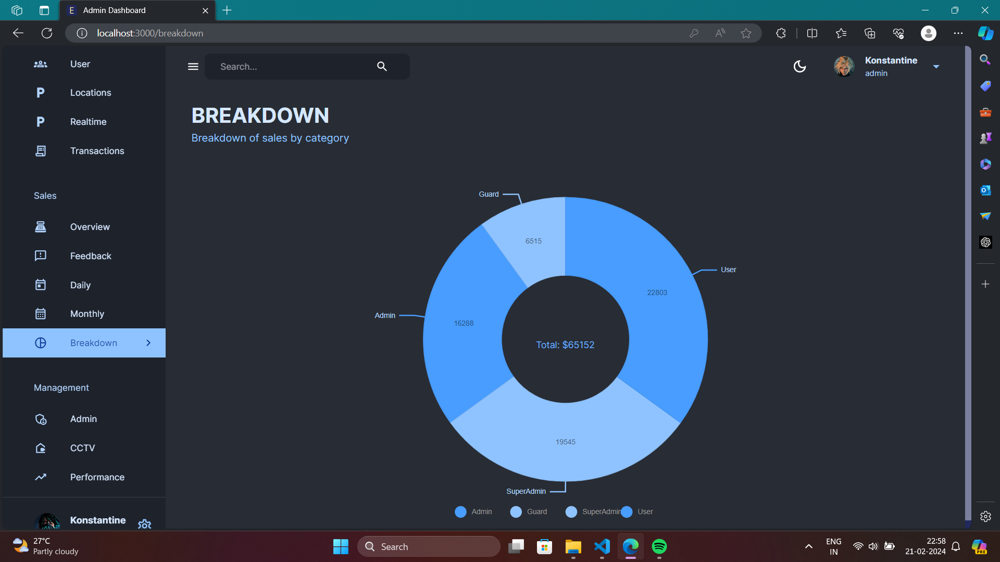 E Admin Dashboard
localhost:3000/breakdown
User
Locations
Realtime
Transactions
Sales
Overview
Feedback
Daily
Monthly
Breakdown
Management
Admin
CCTV
Performance
Konstantine
Search...
Konstantine
admin
BREAKDOWN
Breakdown of sales by category
Guard
6515
User
22803
Admin
16288
Total: $65152
19545
SuperAdmin
Admin
Guard
SuperAdmin
User
27°C
Partly cloudy
Search
ENG
IN
22:58
21-02-2024
PRE